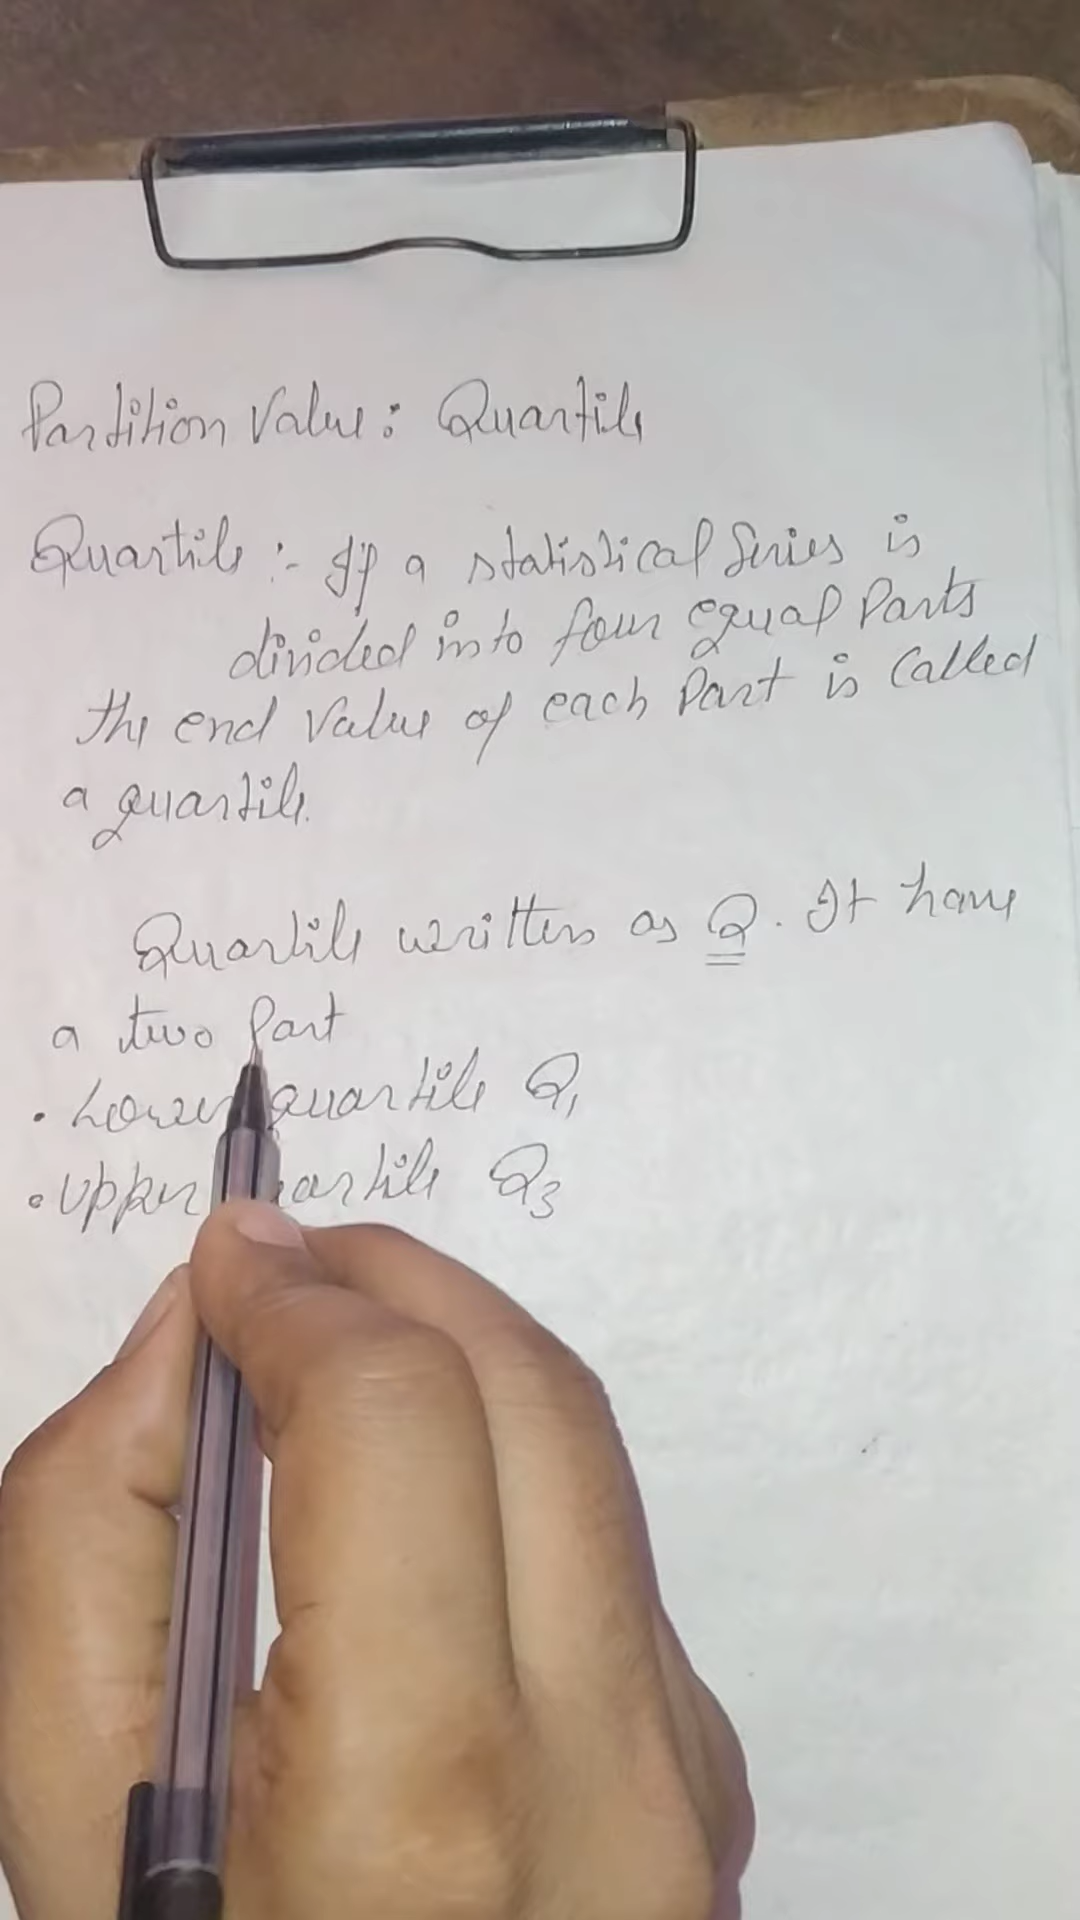 Partition Value: Quartile
Quartile :- If a statistical Series is
divided into four equal Parts
the end Value of each Part is Called
a quartile.
Quartile written as Q. It have
a two Part
• Lower quartile Q1
• Upper quartile Q3